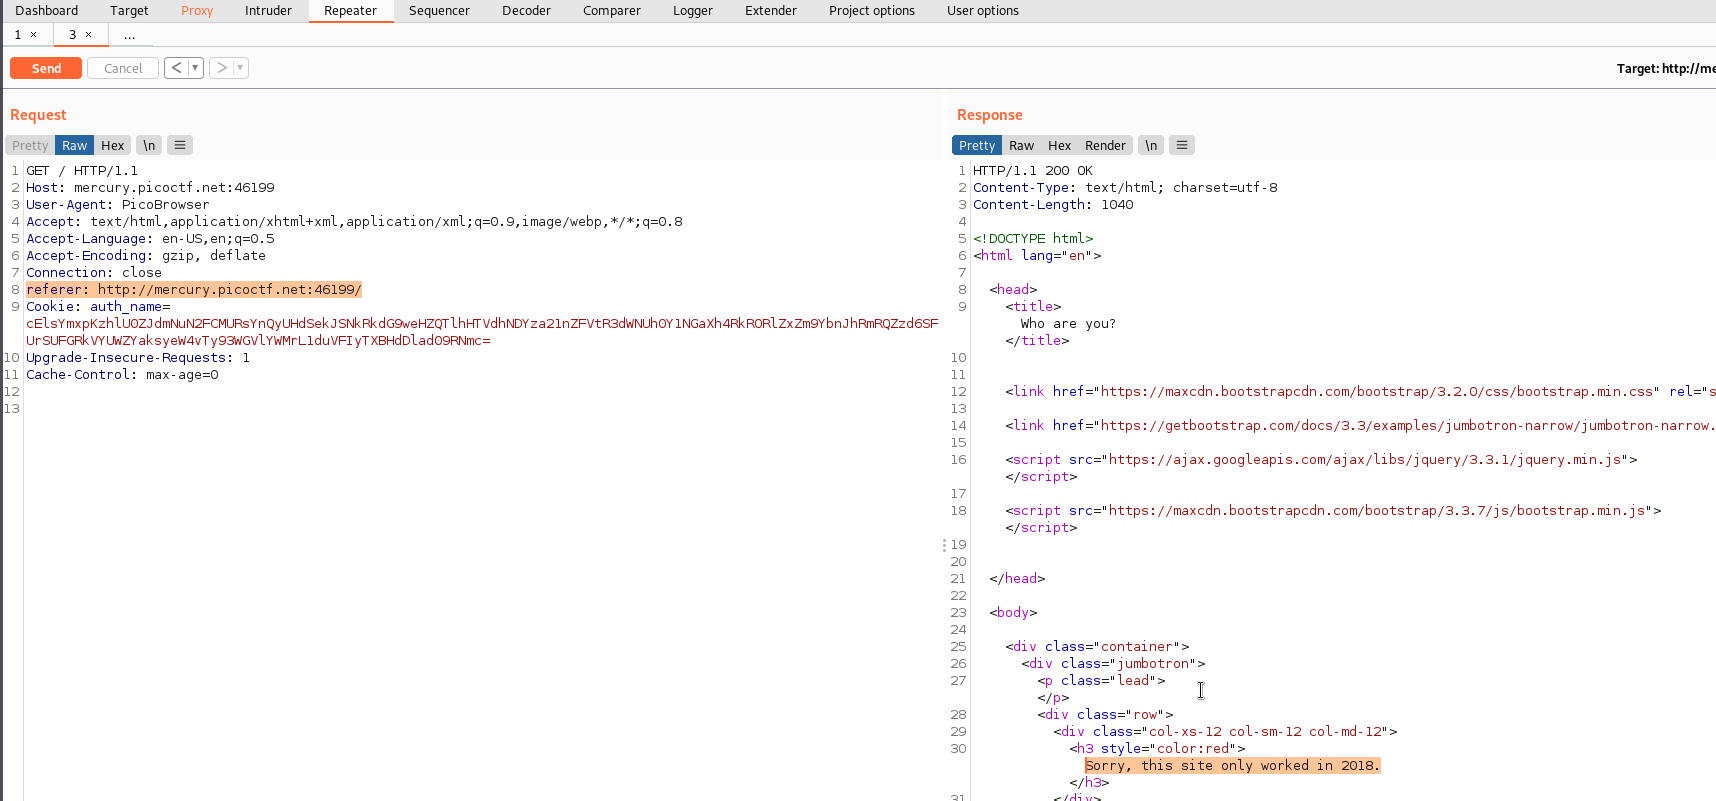 Dashboard Target Proxy Intruder Repeater Sequencer Decoder Comparer Logger Extender Project options User options
1 × 3 × ...
Send Cancel < > Target: http://me
Request
Pretty Raw Hex \n
1 GET / HTTP/1.1
2 Host: mercury.picoctf.net:46199
3 User-Agent: PicoBrowser
4 Accept: text/html,application/xhtml+xml,application/xml;q=0.9,image/webp,*/*;q=0.8
5 Accept-Language: en-US,en;q=0.5
6 Accept-Encoding: gzip, deflate
7 Connection: close
8 referer: http://mercury.picoctf.net:46199/
9 Cookie: auth_name=
cElsYmxpKzhlU0ZJdmNuN2FCMURsYnQyUHdSekJSNkRkdG9weHZQTlhHTVdhNDYza21nZFVtR3dWNUh0Y1NGaXh4RkRORlZxZm9YbnJhRmRQZzd6SF
UrSUFGRkVYUWZYaksyeW4vTy93WGVlYWMrL1duVFIyTXBHdDlad09RNmc=
10 Upgrade-Insecure-Requests: 1
11 Cache-Control: max-age=0
12
13
Response
Pretty Raw Hex Render \n
1 HTTP/1.1 200 OK
2 Content-Type: text/html; charset=utf-8
3 Content-Length: 1040
4
5 <!DOCTYPE html>
6 <html lang="en">
7
8 <head>
9 <title>
Who are you?
</title>
10
11
12 <link href="https://maxcdn.bootstrapcdn.com/bootstrap/3.2.0/css/bootstrap.min.css" rel="s
13
14 <link href="https://getbootstrap.com/docs/3.3/examples/jumbotron-narrow/jumbotron-narrow.
15
16 <script src="https://ajax.googleapis.com/ajax/libs/jquery/3.3.1/jquery.min.js">
</script>
17
18 <script src="https://maxcdn.bootstrapcdn.com/bootstrap/3.3.7/js/bootstrap.min.js">
</script>
19
20
21 </head>
22
23 <body>
24
25 <div class="container">
26 <div class="jumbotron">
27 <p class="lead">
</p>
28 <div class="row">
29 <div class="col-xs-12 col-sm-12 col-md-12">
30 <h3 style="color:red">
Sorry, this site only worked in 2018.
</h3>
31 </div>